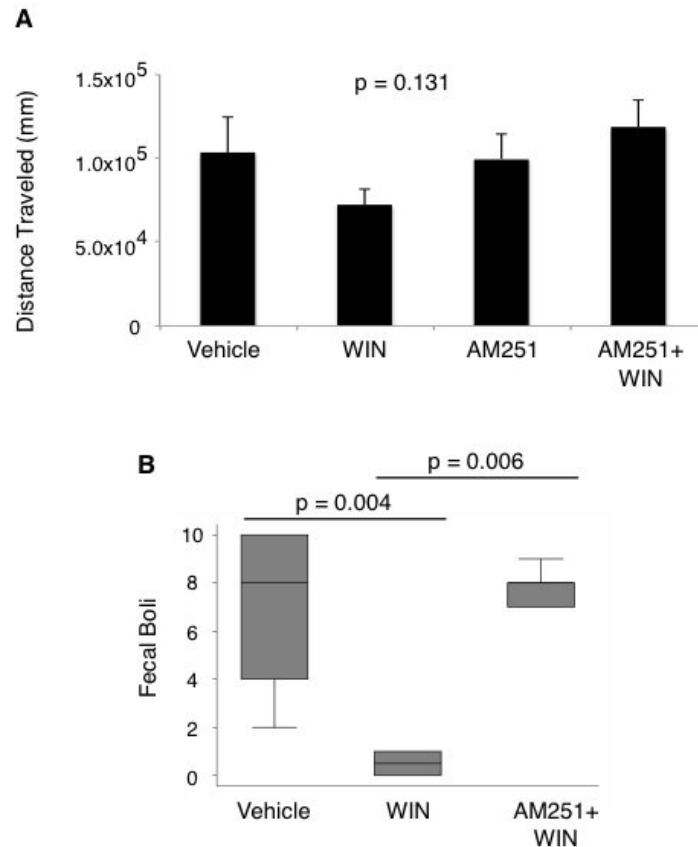 A
Distance Traveled (mm)
1.5x10⁵
1.0x10⁵
5.0x10⁴
0
p = 0.131
Vehicle
WIN
AM251
AM251+
WIN
B
p = 0.006
p = 0.004
Fecal Boli
10
8
6
4
2
0
Vehicle
WIN
AM251+
WIN